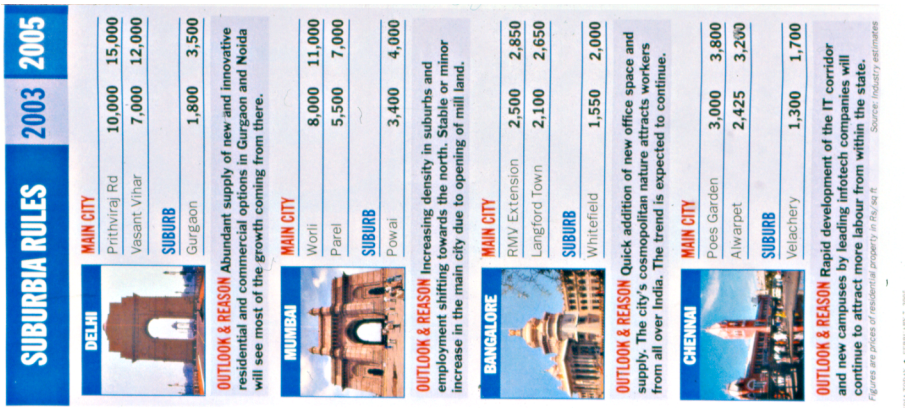 SUBURBIA RULES 2003 2005
DELHI
MAIN CITY
Prithviraj Rd 10,000 15,000
Vasant Vihar 7,000 12,000
SUBURB
Gurgaon 1,800 3,500
OUTLOOK & REASON Abundant supply of new and innovative
residential and commercial options in Gurgaon and Noida
will see most of the growth coming from there.
MUMBAI
MAIN CITY
Worli 8,000 11,000
Parel 5,500 7,000
SUBURB
Powai 3,400 4,000
OUTLOOK & REASON Increasing density in suburbs and
employment shifting towards the north. Stable or minor
increase in the main city due to opening of mill land.
BANGALORE
MAIN CITY
RMV Extension 2,500 2,850
Langford Town 2,100 2,650
SUBURB
Whitefield 1,550 2,000
OUTLOOK & REASON Quick addition of new office space and
supply. The city's cosmopolitan nature attracts workers
from all over India. The trend is expected to continue.
CHENNAI
MAIN CITY
Poes Garden 3,000 3,800
Alwarpet 2,425 3,200
SUBURB
Velachery 1,300 1,700
OUTLOOK & REASON Rapid development of the IT corridor
and new campuses by leading infotech companies will
continue to attract more labour from within the state.
Figures are prices of residential property in Rs/sq ft Source: Industry estimates